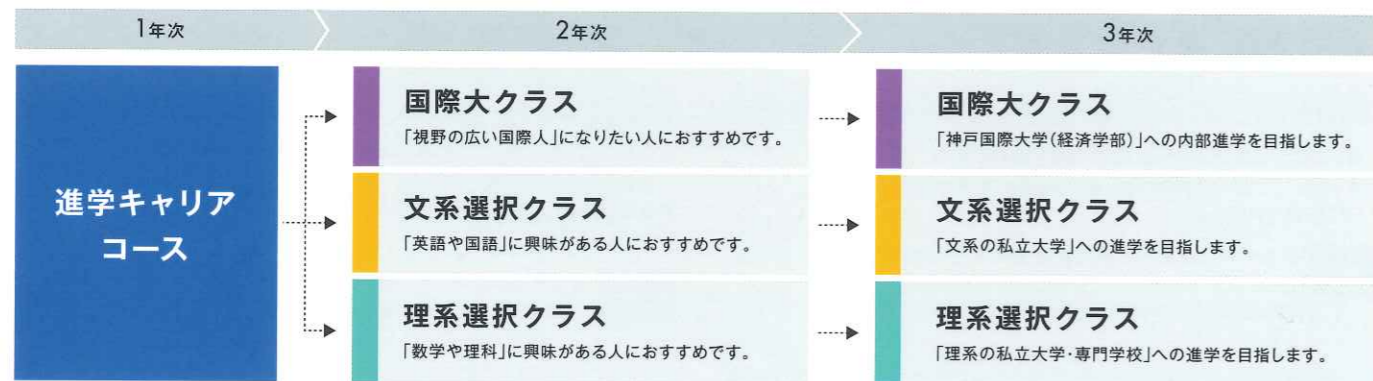 1年次
2年次
3年次
進学キャリア
コース
国際大クラス
「視野の広い国際人」になりたい人におすすめです。
国際大クラス
「神戸国際大学(経済学部)」への内部進学を目指します。
文系選択クラス
「英語や国語」に興味がある人におすすめです。
文系選択クラス
「文系の私立大学」への進学を目指します。
理系選択クラス
「数学や理科」に興味がある人におすすめです。
理系選択クラス
「理系の私立大学・専門学校」への進学を目指します。